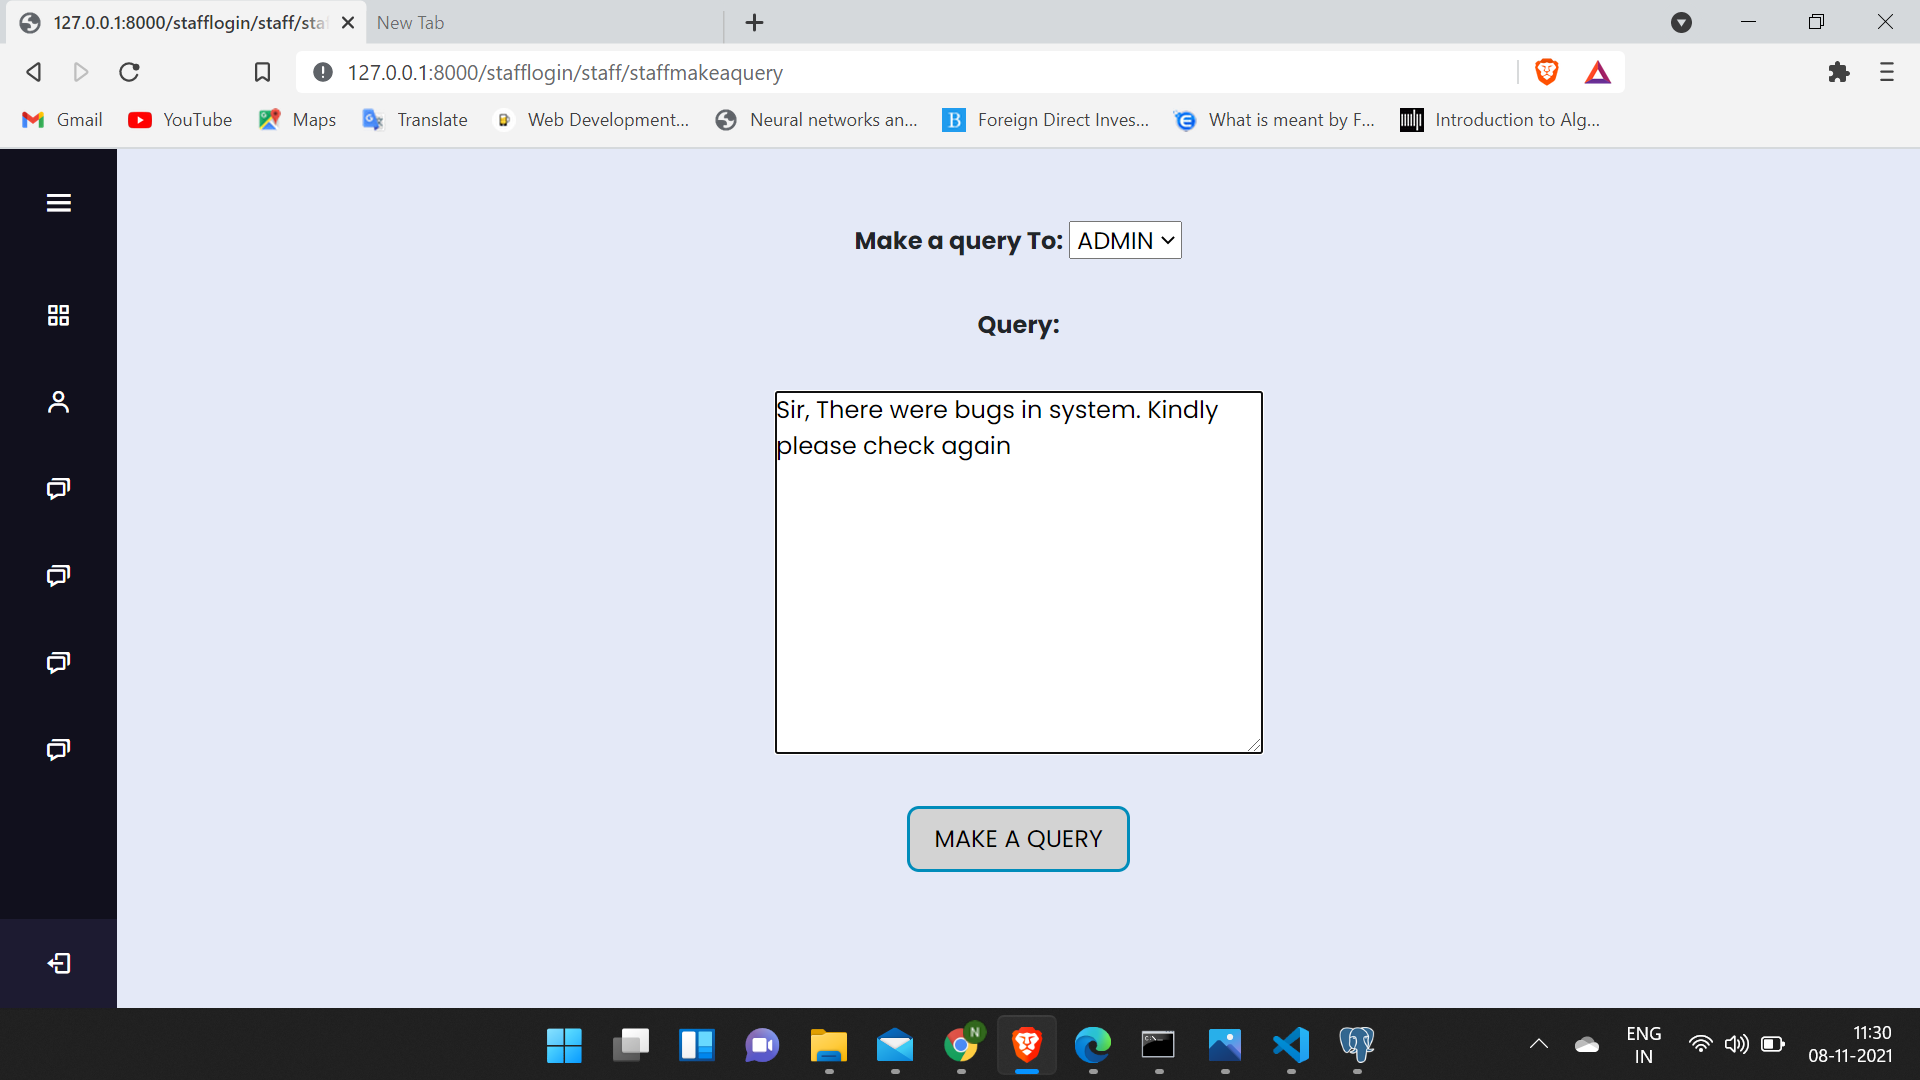 127.0.0.1:8000/stafflogin/staff/sta
New Tab
127.0.0.1:8000/stafflogin/staff/staffmakeaquery
Gmail YouTube Maps Translate Web Development... Neural networks an... Foreign Direct Inves... What is meant by F... Introduction to Alg...
Make a query To: ADMIN
Query:
Sir, There were bugs in system. Kindly
please check again
MAKE A QUERY
N
ENG
IN
11:30
08-11-2021